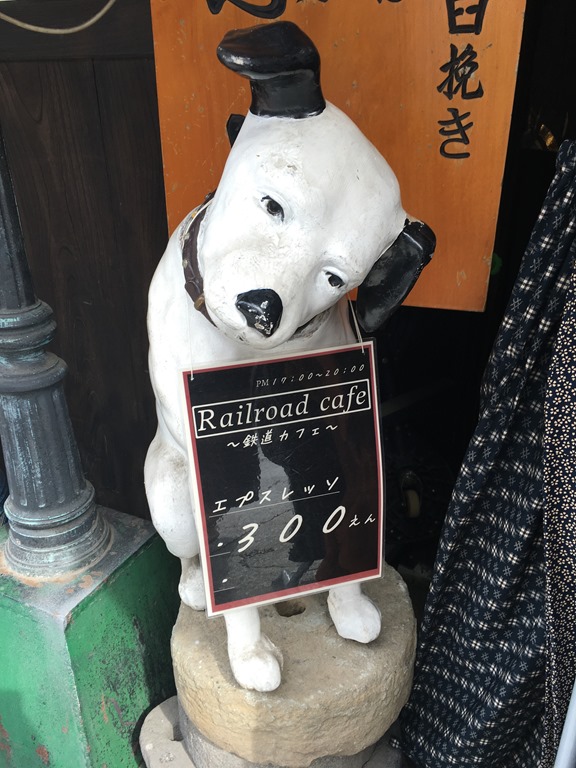 臼挽き
PM17:00~20:00
Railroad cafe
~鉄道カフェ~
エプスレッソ
・300えん
・